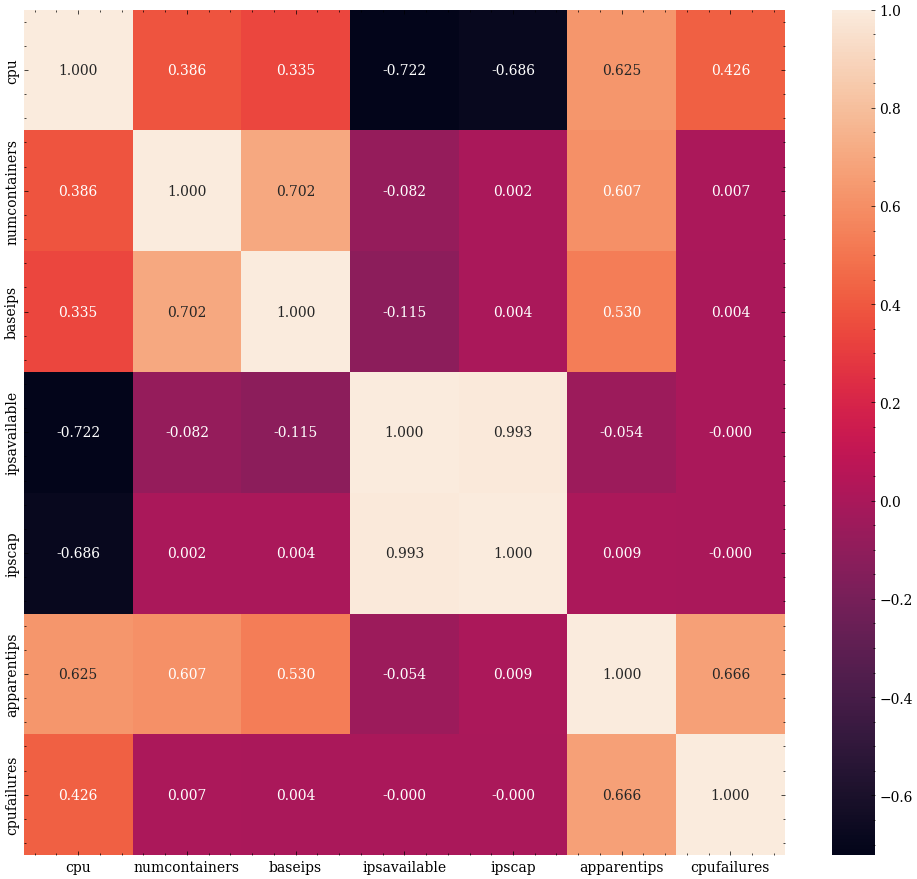 cpu 1.000 0.386 0.335 -0.722 -0.686 0.625 0.426
numcontainers 0.386 1.000 0.702 -0.082 0.002 0.607 0.007
baseips 0.335 0.702 1.000 -0.115 0.004 0.530 0.004
ipsavailable -0.722 -0.082 -0.115 1.000 0.993 -0.054 -0.000
ipscap -0.686 0.002 0.004 0.993 1.000 0.009 -0.000
apparentips 0.625 0.607 0.530 -0.054 0.009 1.000 0.666
cpufailures 0.426 0.007 0.004 -0.000 -0.000 0.666 1.000
cpu numcontainers baseips ipsavailable ipscap apparentips cpufailures
1.0
0.8
0.6
0.4
0.2
0.0
−0.2
−0.4
−0.6